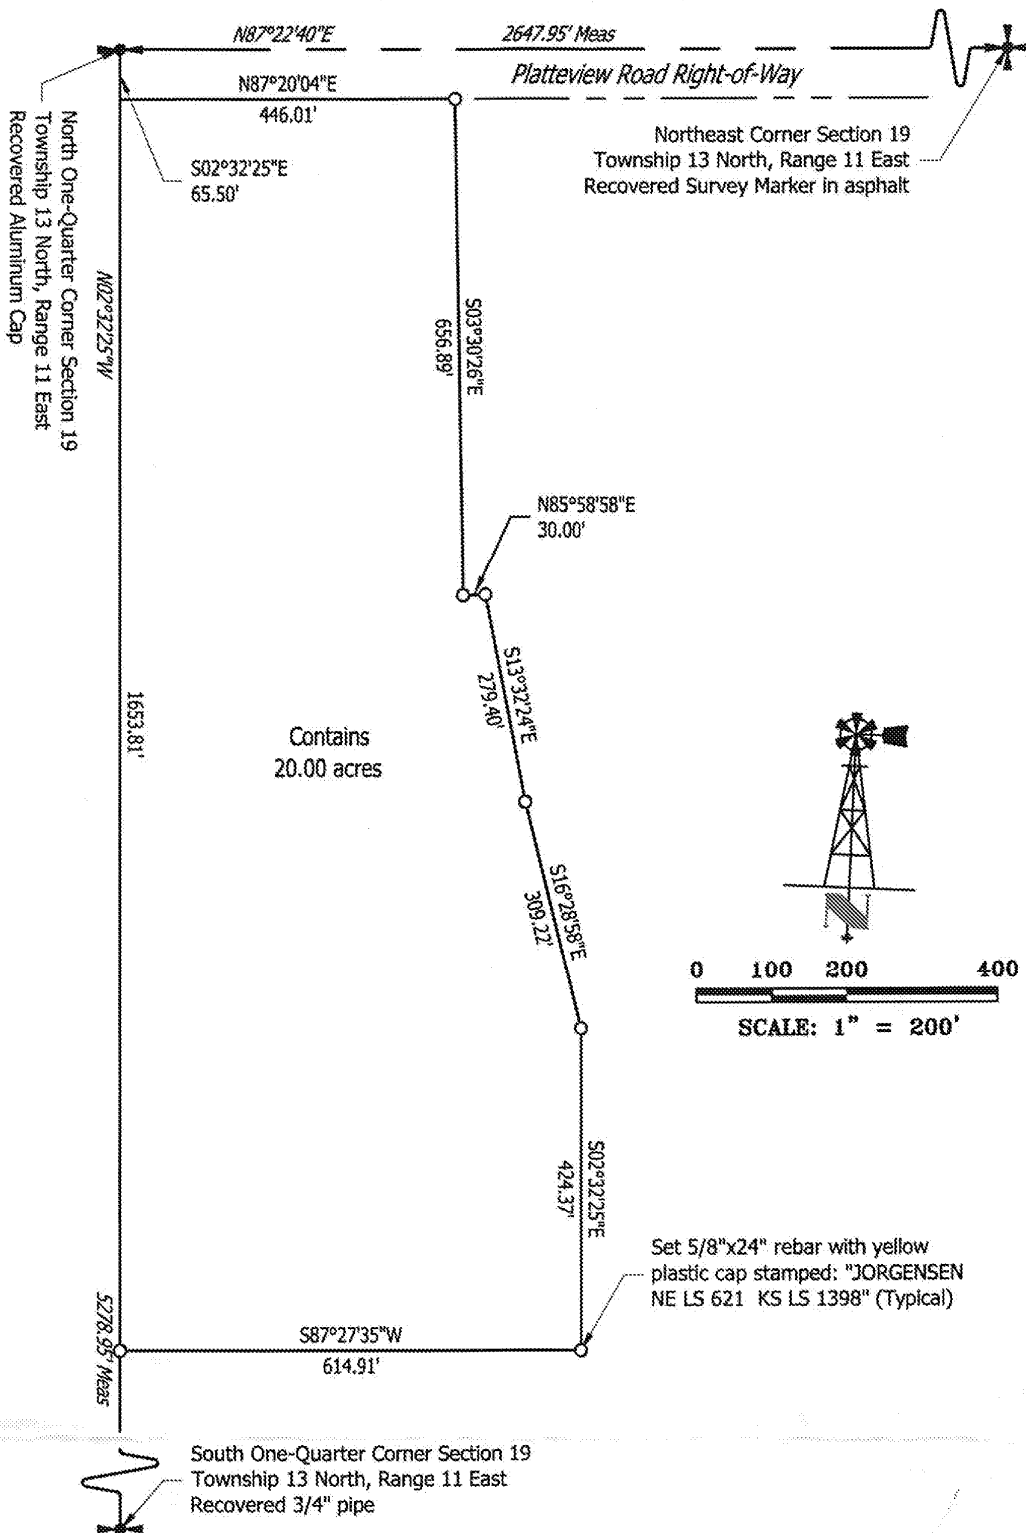 N87°22'40"E
2647.95' Meas
Platteview Road Right-of-Way
N87°20'04"E
446.01'
S02°32'25"E
65.50'
Northeast Corner Section 19
Township 13 North, Range 11 East
Recovered Survey Marker in asphalt
North One-Quarter Corner Section 19
Township 13 North, Range 11 East
Recovered Aluminum Cap
N02°32'25"W
S03°30'26"E
656.89'
N85°58'58"E
30.00'
S13°32'24"E
279.40'
1653.81'
Contains
20.00 acres
S16°28'58"E
309.22'
N
0 100 200 400
SCALE: 1" = 200'
S02°32'25"E
424.37'
Set 5/8"x24" rebar with yellow
plastic cap stamped: "JORGENSEN
NE LS 621 KS LS 1398" (Typical)
S87°27'35"W
614.91'
5278.95' Meas
South One-Quarter Corner Section 19
Township 13 North, Range 11 East
Recovered 3/4" pipe